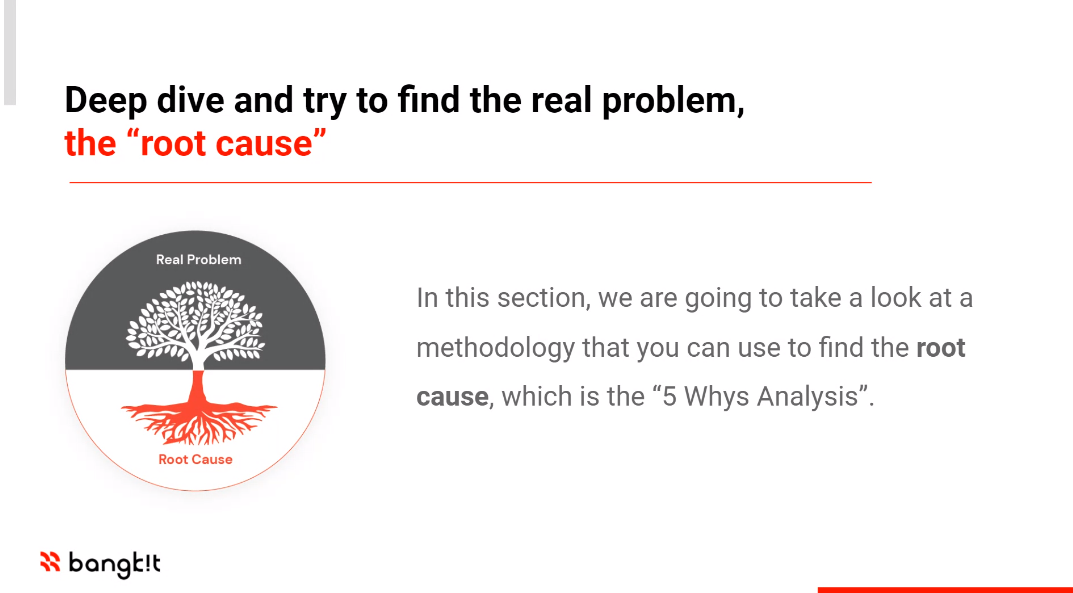 Deep dive and try to find the real problem,
the “root cause”
Real Problem
Root Cause
In this section, we are going to take a look at a
methodology that you can use to find the root
cause, which is the “5 Whys Analysis”.
bangk!t